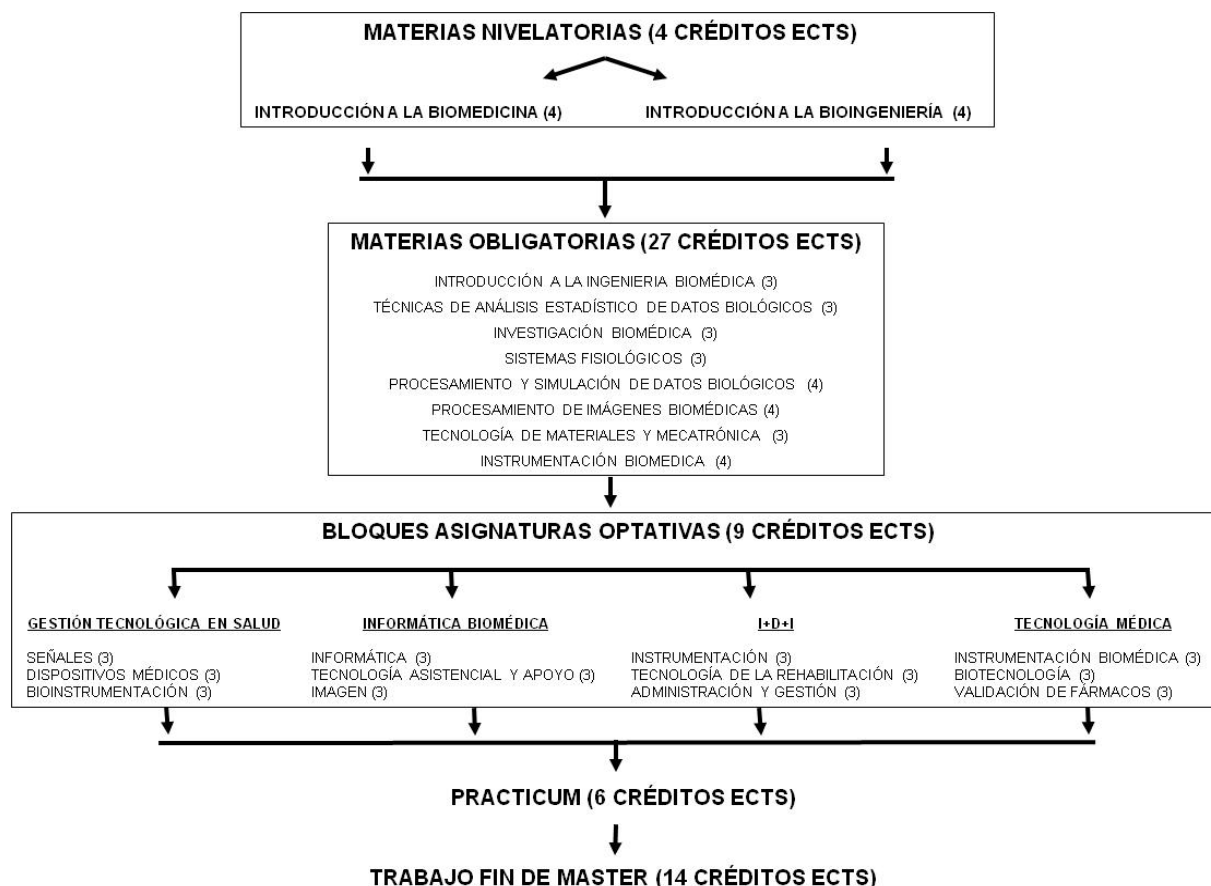 MATERIAS NIVELATORIAS (4 CRÉDITOS ECTS)
INTRODUCCIÓN A LA BIOMEDICINA (4)
INTRODUCCIÓN A LA BIOINGENIERÍA (4)
MATERIAS OBLIGATORIAS (27 CRÉDITOS ECTS)
INTRODUCCIÓN A LA INGENIERIA BIOMÉDICA (3)
TÉCNICAS DE ANÁLISIS ESTADÍSTICO DE DATOS BIOLÓGICOS (3)
INVESTIGACIÓN BIOMÉDICA (3)
SISTEMAS FISIOLÓGICOS (3)
PROCESAMIENTO Y SIMULACIÓN DE DATOS BIOLÓGICOS (4)
PROCESAMIENTO DE IMÁGENES BIOMÉDICAS (4)
TECNOLOGÍA DE MATERIALES Y MECATRÓNICA (3)
INSTRUMENTACIÓN BIOMEDICA (4)
BLOQUES ASIGNATURAS OPTATIVAS (9 CRÉDITOS ECTS)
GESTIÓN TECNOLÓGICA EN SALUD
SEÑALES (3)
DISPOSITIVOS MÉDICOS (3)
BIOINSTRUMENTACIÓN (3)
INFORMÁTICA BIOMÉDICA
INFORMÁTICA (3)
TECNOLOGÍA ASISTENCIAL Y APOYO (3)
IMAGEN (3)
I+D+I
INSTRUMENTACIÓN (3)
TECNOLOGÍA DE LA REHABILITACIÓN (3)
ADMINISTRACIÓN Y GESTIÓN (3)
TECNOLOGÍA MÉDICA
INSTRUMENTACIÓN BIOMÉDICA (3)
BIOTECNOLOGÍA (3)
VALIDACIÓN DE FÁRMACOS (3)
PRACTICUM (6 CRÉDITOS ECTS)
TRABAJO FIN DE MASTER (14 CRÉDITOS ECTS)